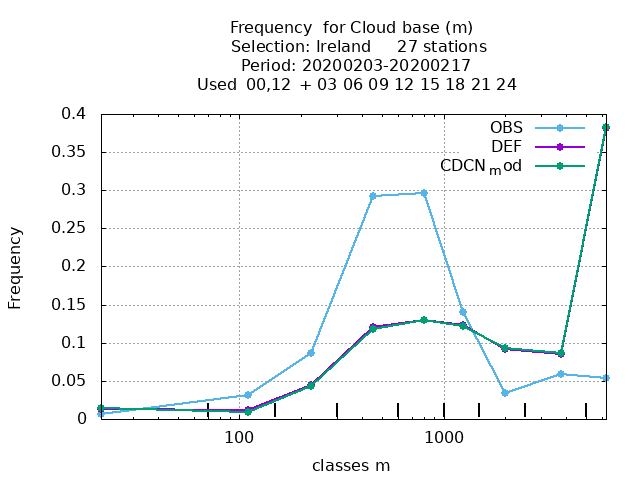 Frequency  for Cloud base (m)
Selection: Ireland     27 stations
Period: 20200203-20200217
Used  00,12  + 03 06 09 12 15 18 21 24
0.4
0.35
0.3
0.25
0.2
0.15
0.1
0.05
0
Frequency
OBS
DEF
CDCN_mod
100
1000
classes m